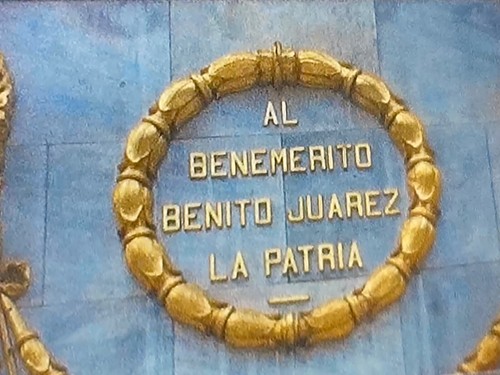 AL
BENEMERITO
BENITO JUAREZ
LA PATRIA